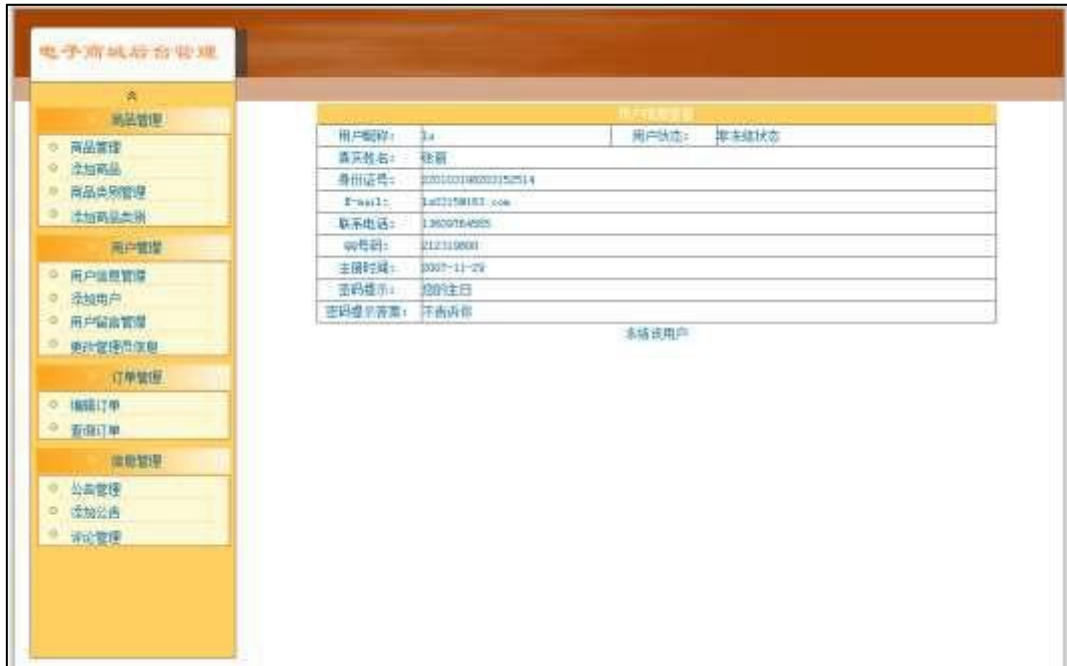 电子商城后台管理
商品管理
商品管理
添加商品
商品类别管理
添加商品类别
用户管理
用户信息管理
添加用户
用户留言管理
更改管理员信息
订单管理
编辑订单
查询订单
信息管理
公告管理
添加公告
评论管理
用户昵称： 用户状态： 非冻结状态
真实姓名： 张丽
身份证号：
E-mail:
联系电话：
QQ号码：
注册时间： 2007-11-29
密码提示： 您的生日
密码提示答案： 不告诉你
冻结该用户